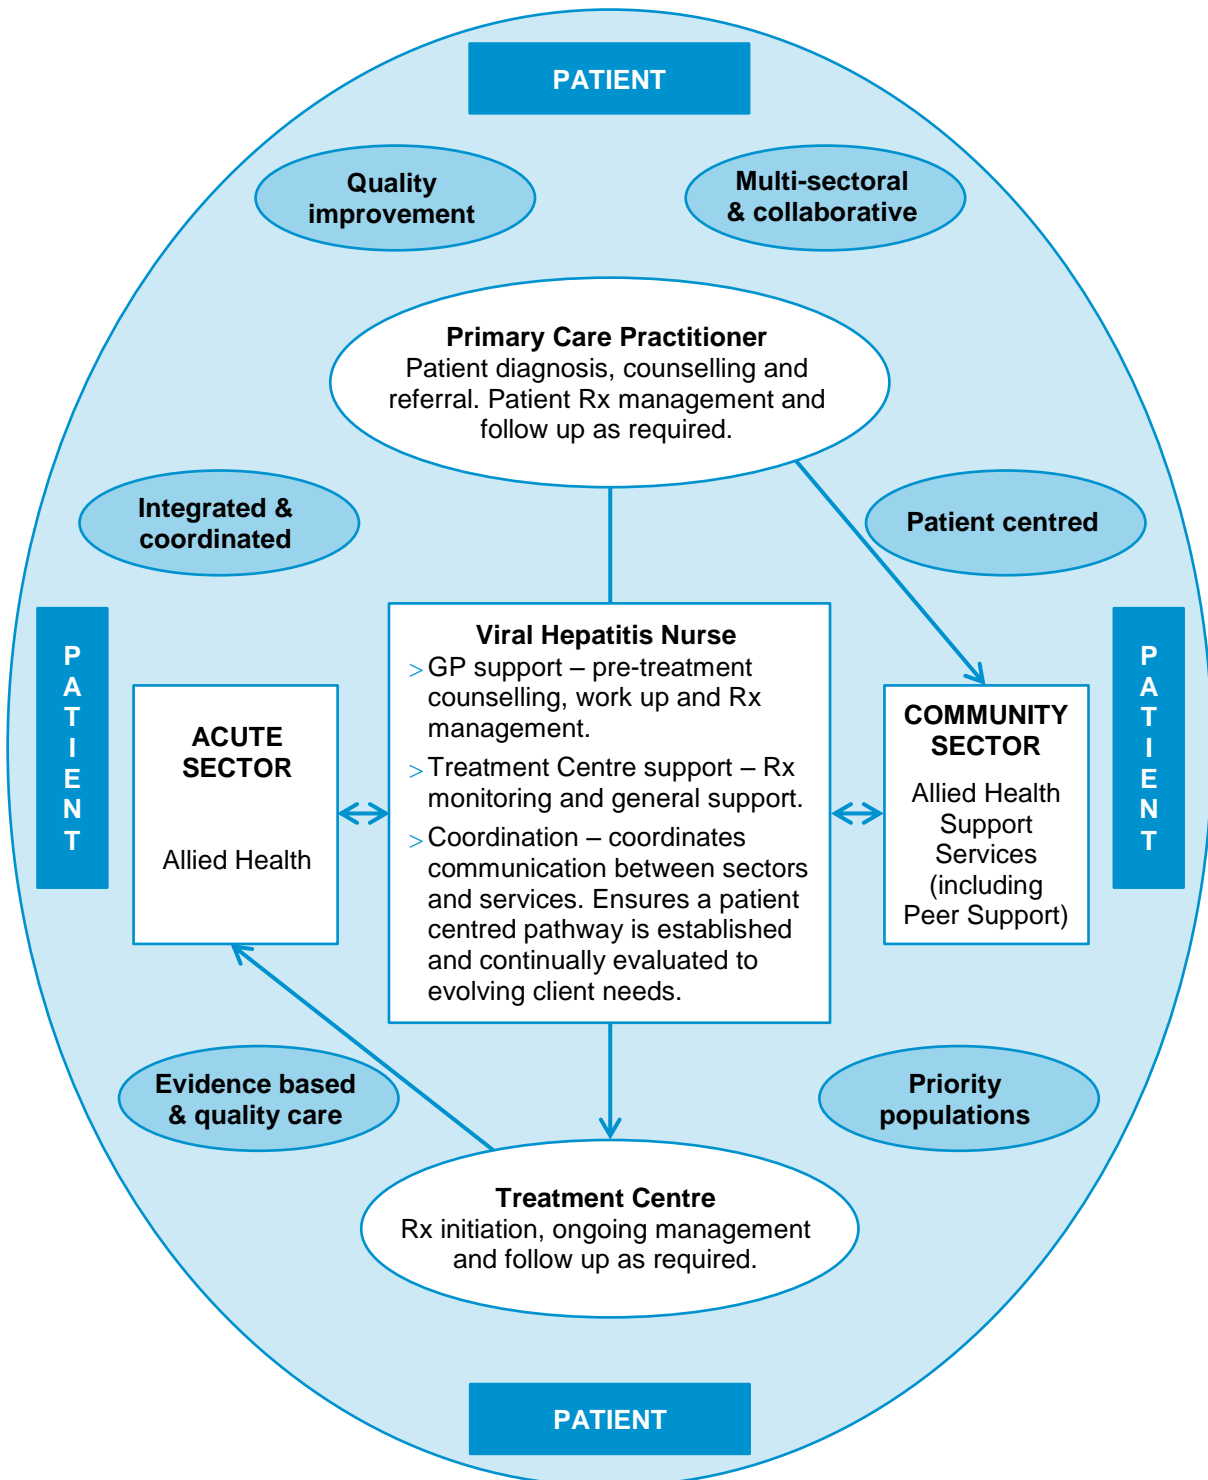 PATIENT
Quality
improvement
Multi-sectoral
& collaborative
Primary Care Practitioner
Patient diagnosis, counselling and
referral. Patient Rx management and
follow up as required.
Integrated &
coordinated
Patient centred
PATIENT
ACUTE
SECTOR
Allied Health
Viral Hepatitis Nurse
> GP support – pre-treatment
counselling, work up and Rx
management.
> Treatment Centre support – Rx
monitoring and general support.
> Coordination – coordinates
communication between sectors
and services. Ensures a patient
centred pathway is established
and continually evaluated to
evolving client needs.
COMMUNITY
SECTOR
Allied Health
Support
Services
(including
Peer Support)
PATIENT
Evidence based
& quality care
Priority
populations
Treatment Centre
Rx initiation, ongoing management
and follow up as required.
PATIENT